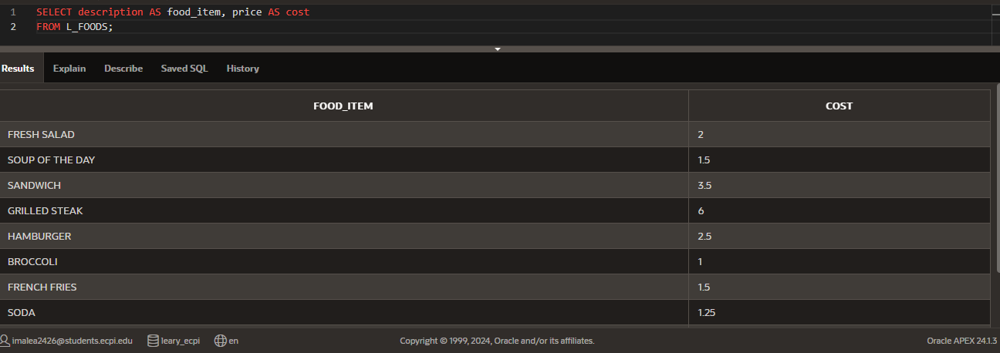 1 SELECT description AS food_item, price AS cost
2 FROM L_FOODS;
Results Explain Describe Saved SQL History
FOOD_ITEM COST
FRESH SALAD 2
SOUP OF THE DAY 1.5
SANDWICH 3.5
GRILLED STEAK 6
HAMBURGER 2.5
BROCCOLI 1
FRENCH FRIES 1.5
SODA 1.25
imalea2426@students.ecpi.edu leary_ecpi en Copyright © 1999, 2024, Oracle and/or its affiliates. Oracle APEX 24.1.3